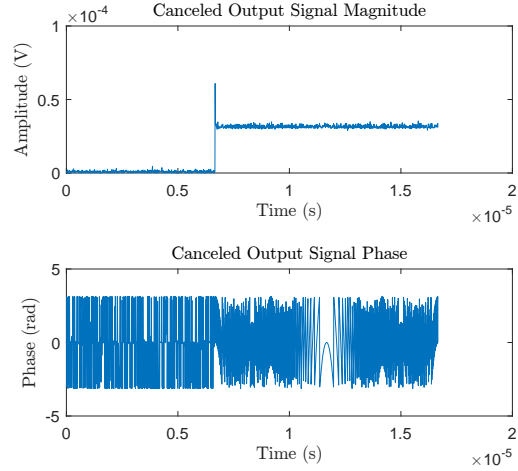 Canceled Output Signal Magnitude
×10⁻⁴
1
0.5
0
Amplitude (V)
0 0.5 1 1.5 2
Time (s)
×10⁻⁵
Canceled Output Signal Phase
5
0
-5
Phase (rad)
0 0.5 1 1.5 2
Time (s)
×10⁻⁵